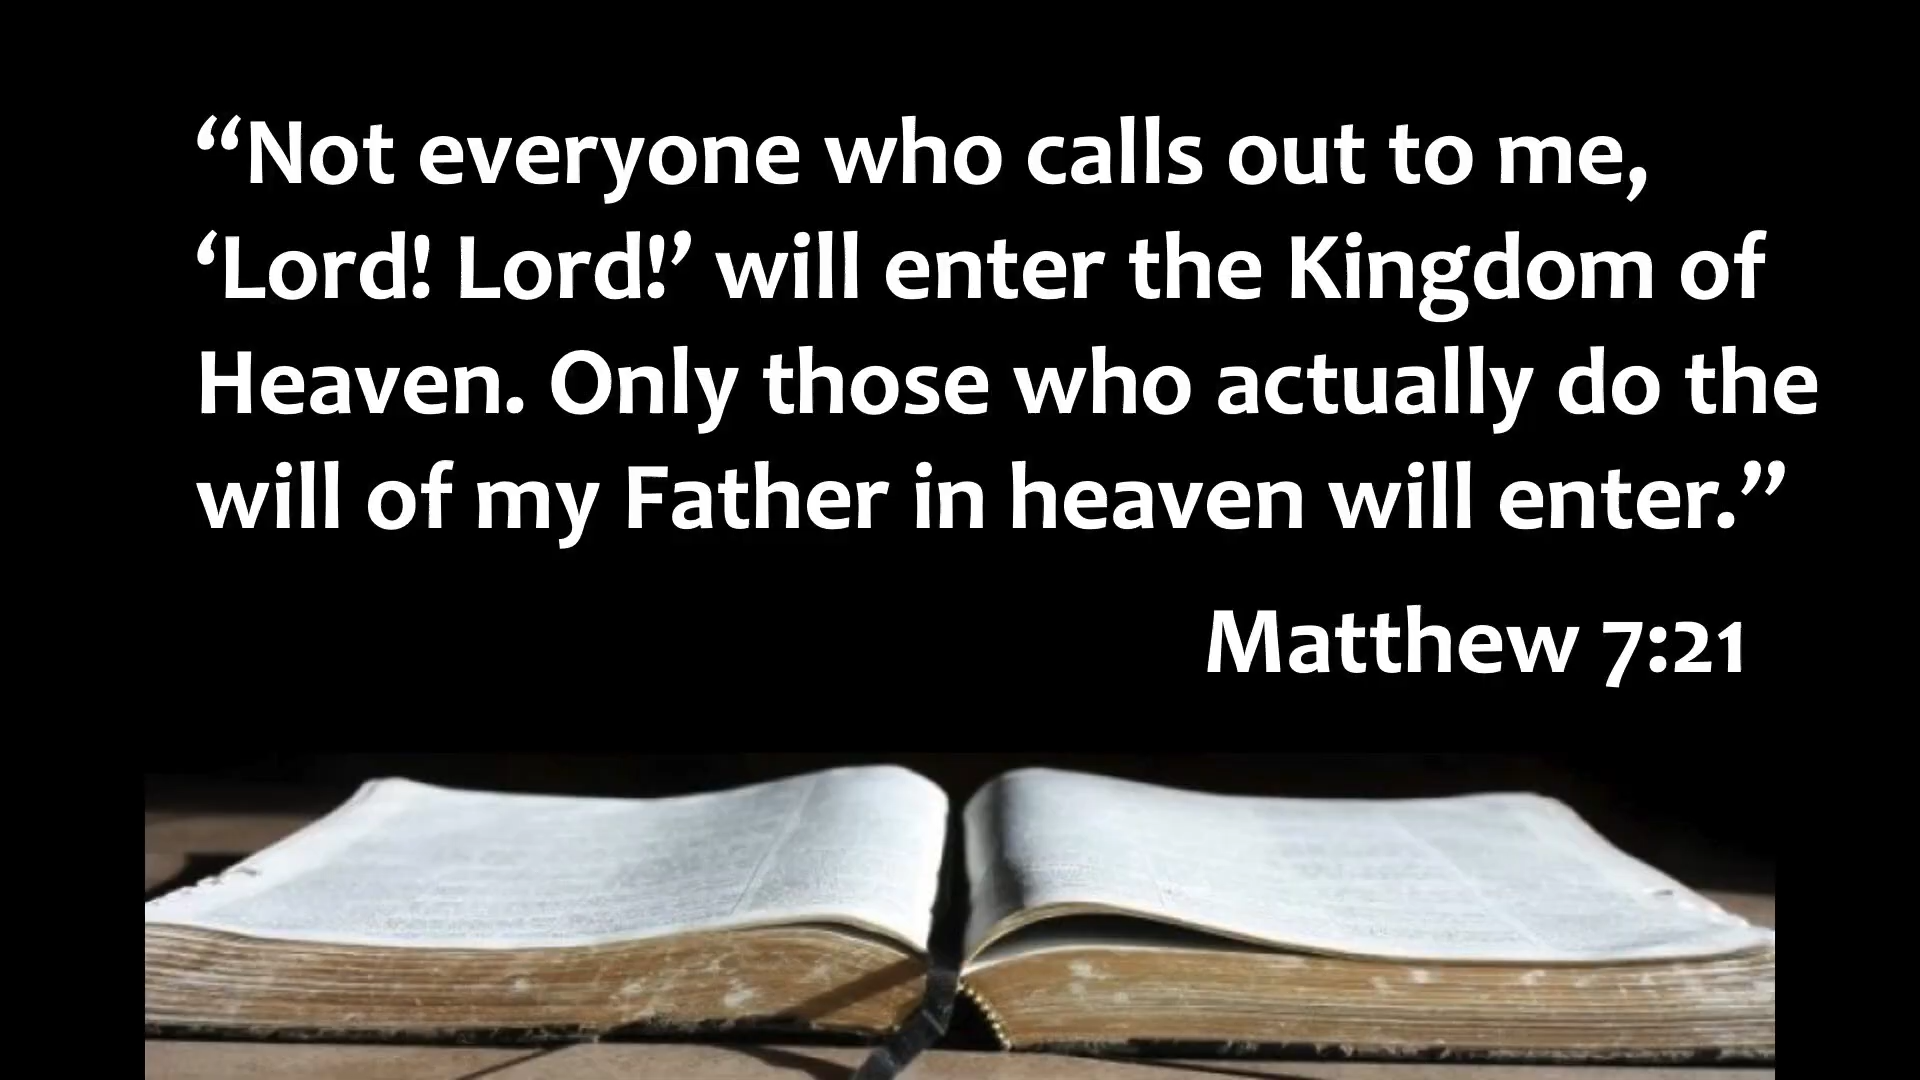 “Not everyone who calls out to me,
‘Lord! Lord!’ will enter the Kingdom of
Heaven. Only those who actually do the
will of my Father in heaven will enter.”
Matthew 7:21